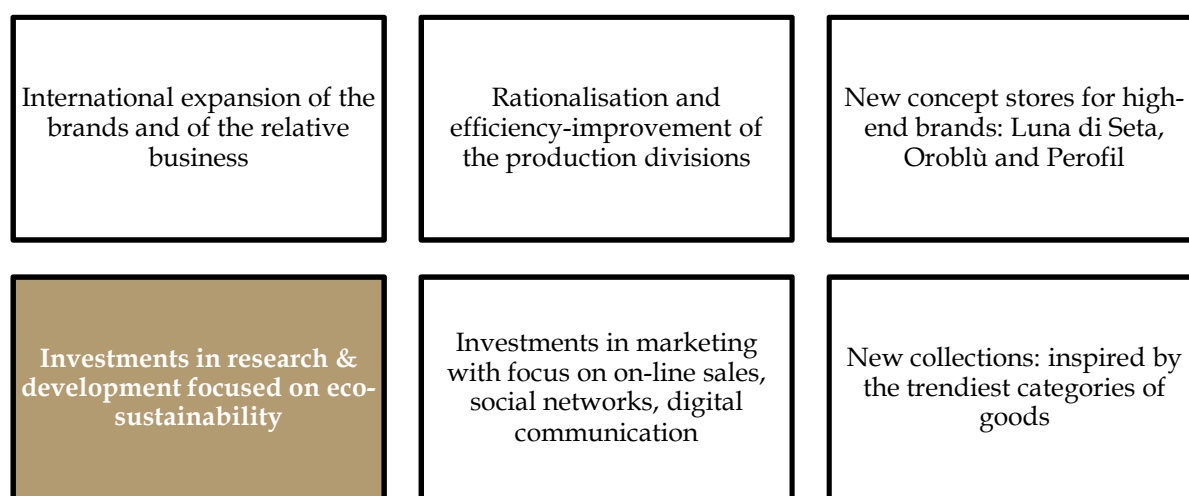 International expansion of the
brands and of the relative
business
Rationalisation and
efficiency-improvement of
the production divisions
New concept stores for high-
end brands: Luna di Seta,
Oroblù and Perofil
Investments in research &
development focused on eco-
sustainability
Investments in marketing
with focus on on-line sales,
social networks, digital
communication
New collections: inspired by
the trendiest categories of
goods